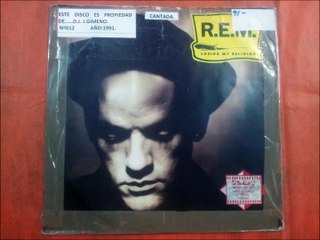 ESTE DISCO ES PROPIEDAD
DE....D.J. J.GIMENO.
Nº012 AÑO:1991.
CANTADA.
R.E.M.
LOSING MY RELIGION